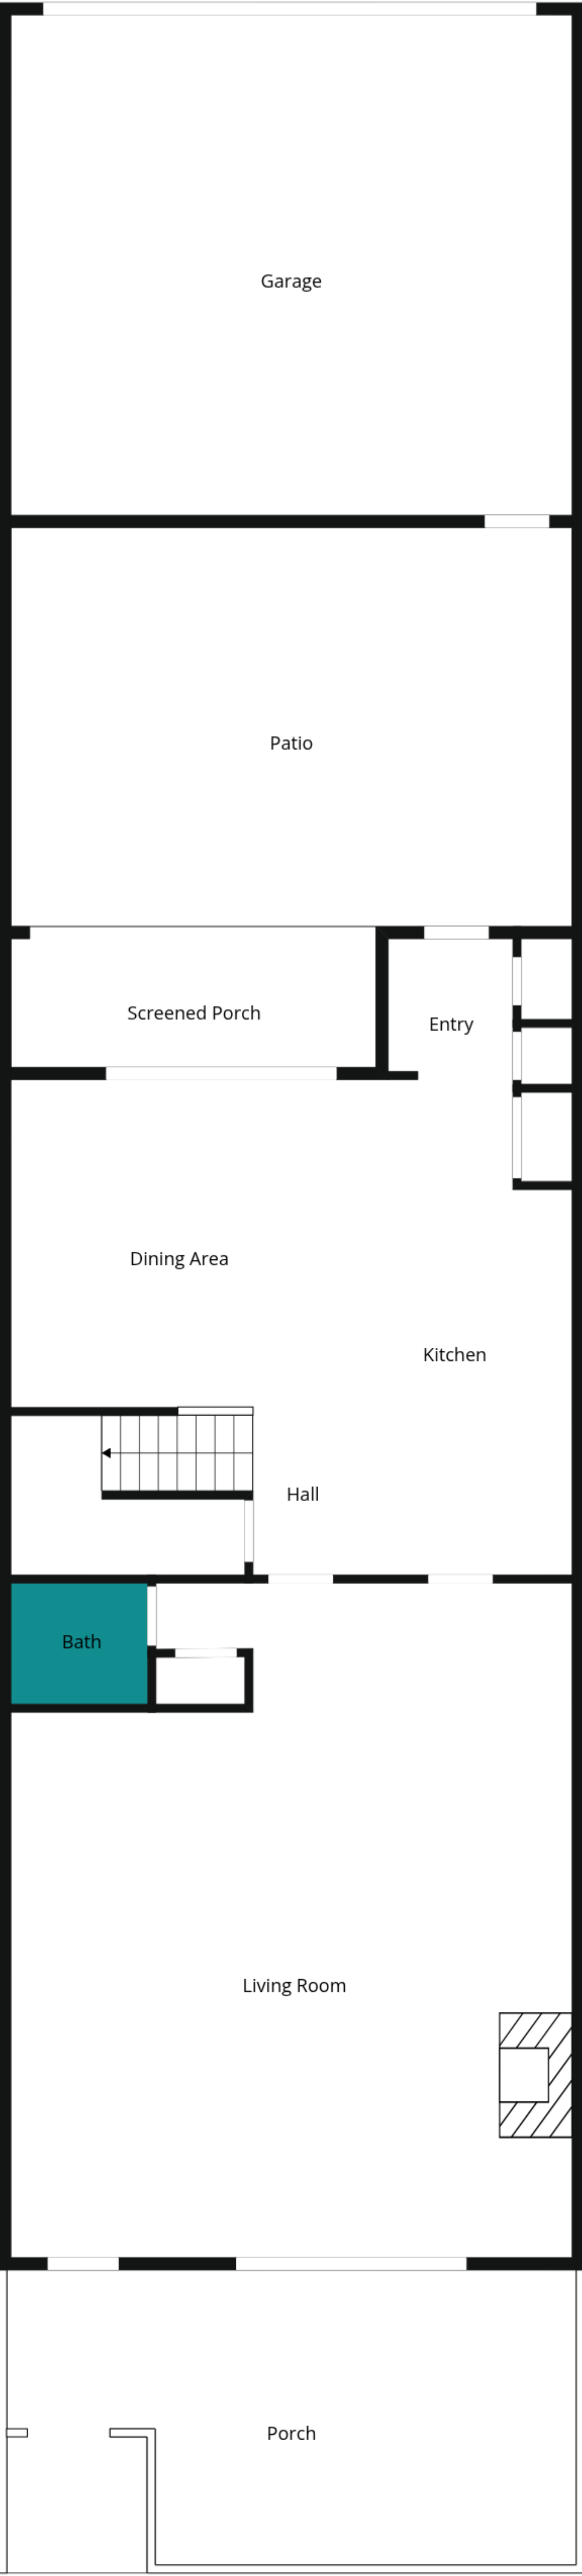 Garage
Patio
Screened Porch
Entry
Dining Area
Kitchen
Hall
Bath
Living Room
Porch